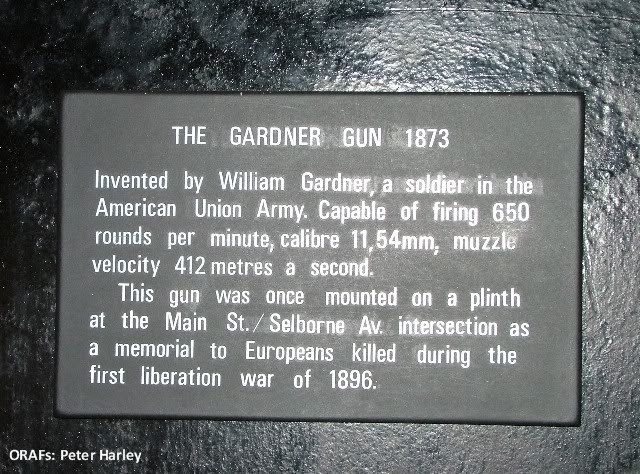 THE GARDNER GUN 1873
Invented by William Gardner, a soldier in the
American Union Army. Capable of firing 650
rounds per minute, calibre 11,54mm, muzzle
velocity 412 metres a second.
This gun was once mounted on a plinth
at the Main St./Selborne Av. intersection as
a memorial to Europeans killed during the
first liberation war of 1896.
ORAFs: Peter Harley